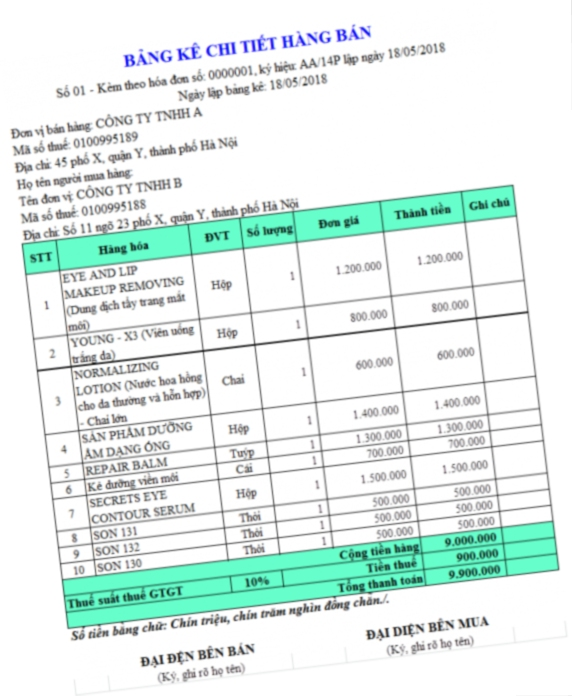 BẢNG KÊ CHI TIẾT HÀNG BÁN
Số 01 - Kèm theo hóa đơn số: 0000001, ký hiệu: AA/14P lập ngày 18/05/2018
Ngày lập bảng kê: 18/05/2018
Đơn vị bán hàng: CÔNG TY TNHH A
Mã số thuế: 0100995189
Địa chỉ: 45 phố X, quận Y, thành phố Hà Nội
Họ tên người mua hàng:
Tên đơn vị: CÔNG TY TNHH B
Mã số thuế: 0100995188
Địa chỉ: Số 11 ngõ 23 phố X, quận Y, thành phố Hà Nội
STT Hàng hóa ĐVT Số lượng Đơn giá Thành tiền Ghi chú
1 EYE AND LIP MAKEUP REMOVING (Dung dịch tẩy trang mắt môi) Hộp 1 1.200.000 1.200.000
2 YOUNG - X3 (Viên uống trắng da) Hộp 1 800.000 800.000
3 NORMALIZING LOTION (Nước hoa hồng cho da thường và hỗn hợp) - Chai lớn Chai 1 600.000 600.000
4 SẢN PHẨM DƯỠNG ẨM DẠNG ỐNG Hộp 1 1.400.000 1.400.000
5 REPAIR BALM Tuýp 1 1.300.000 1.300.000
6 Kẻ dưỡng viền môi Cái 1 700.000 700.000
7 SECRETS EYE CONTOUR SERUM Hộp 1 1.500.000 1.500.000
8 SON 131 Thỏi 1 500.000 500.000
9 SON 132 Thỏi 1 500.000 500.000
10 SON 130 Thỏi 1 500.000 500.000
Cộng tiền hàng 9.000.000
Thuế suất thuế GTGT 10% Tiền thuế 900.000
Tổng thanh toán 9.900.000
Số tiền bằng chữ: Chín triệu, chín trăm nghìn đồng chẵn./.
ĐẠI ĐỆN BÊN BÁN ĐẠI DIỆN BÊN MUA
(Ký, ghi rõ họ tên) (Ký, ghi rõ họ tên)